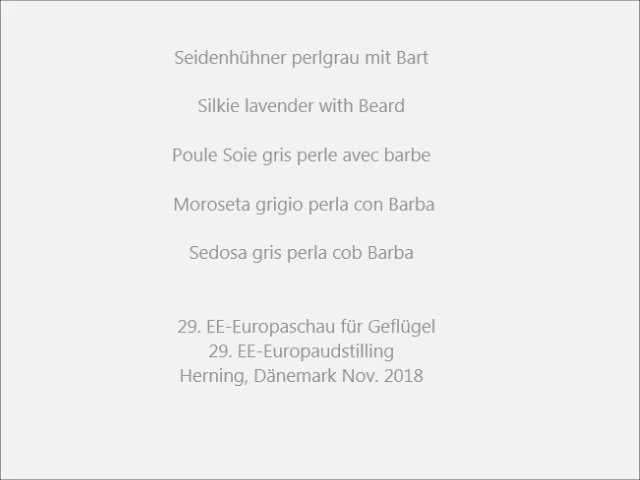 Seidenhühner perlgrau mit Bart
Silkie lavender with Beard
Poule Soie gris perle avec barbe
Moroseta grigio perla con Barba
Sedosa gris perla cob Barba
29. EE-Europaschau für Geflügel
29. EE-Europaudstilling
Herning, Dänemark Nov. 2018